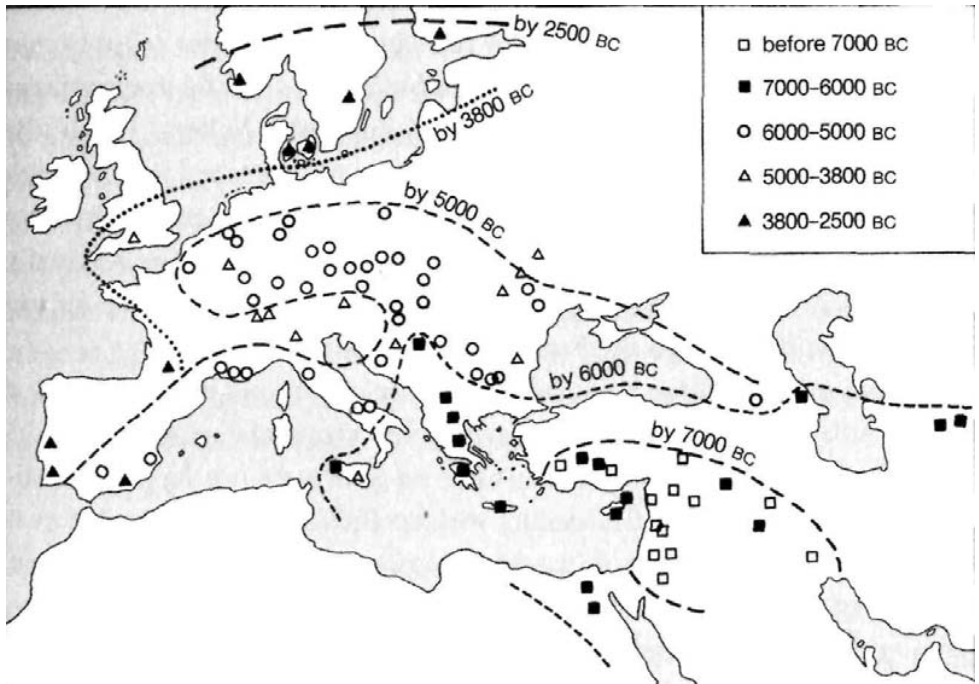 by 2500 BC
by 3800 BC
by 5000 BC
by 6000 BC
by 7000 BC
before 7000 BC
7000–6000 BC
6000–5000 BC
5000–3800 BC
3800–2500 BC